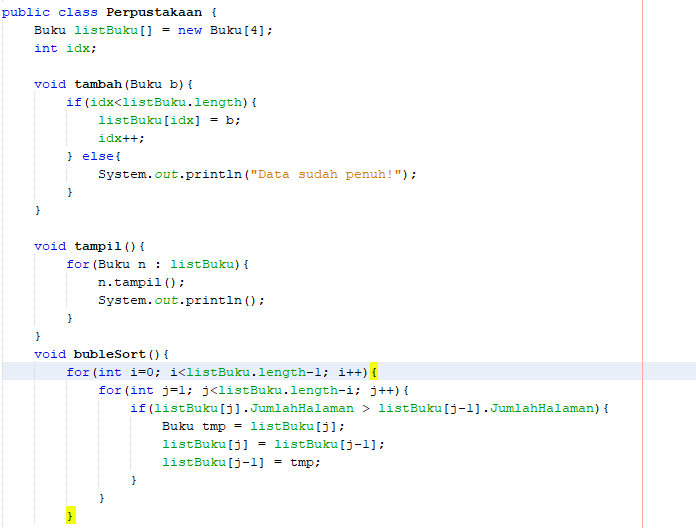 public class Perpustakaan {
    Buku listBuku[] = new Buku[4];
    int idx;

    void tambah(Buku b){
        if(idx<listBuku.length){
            listBuku[idx] = b;
            idx++;
        } else{
            System.out.println("Data sudah penuh!");
        }
    }

    void tampil(){
        for(Buku n : listBuku){
            n.tampil();
            System.out.println();
        }
    }
    void bubleSort(){
        for(int i=0; i<listBuku.length-1; i++){
            for(int j=1; j<listBuku.length-i; j++){
                if(listBuku[j].JumlahHalaman > listBuku[j-1].JumlahHalaman){
                    Buku tmp = listBuku[j];
                    listBuku[j] = listBuku[j-1];
                    listBuku[j-1] = tmp;
                }
            }
        }